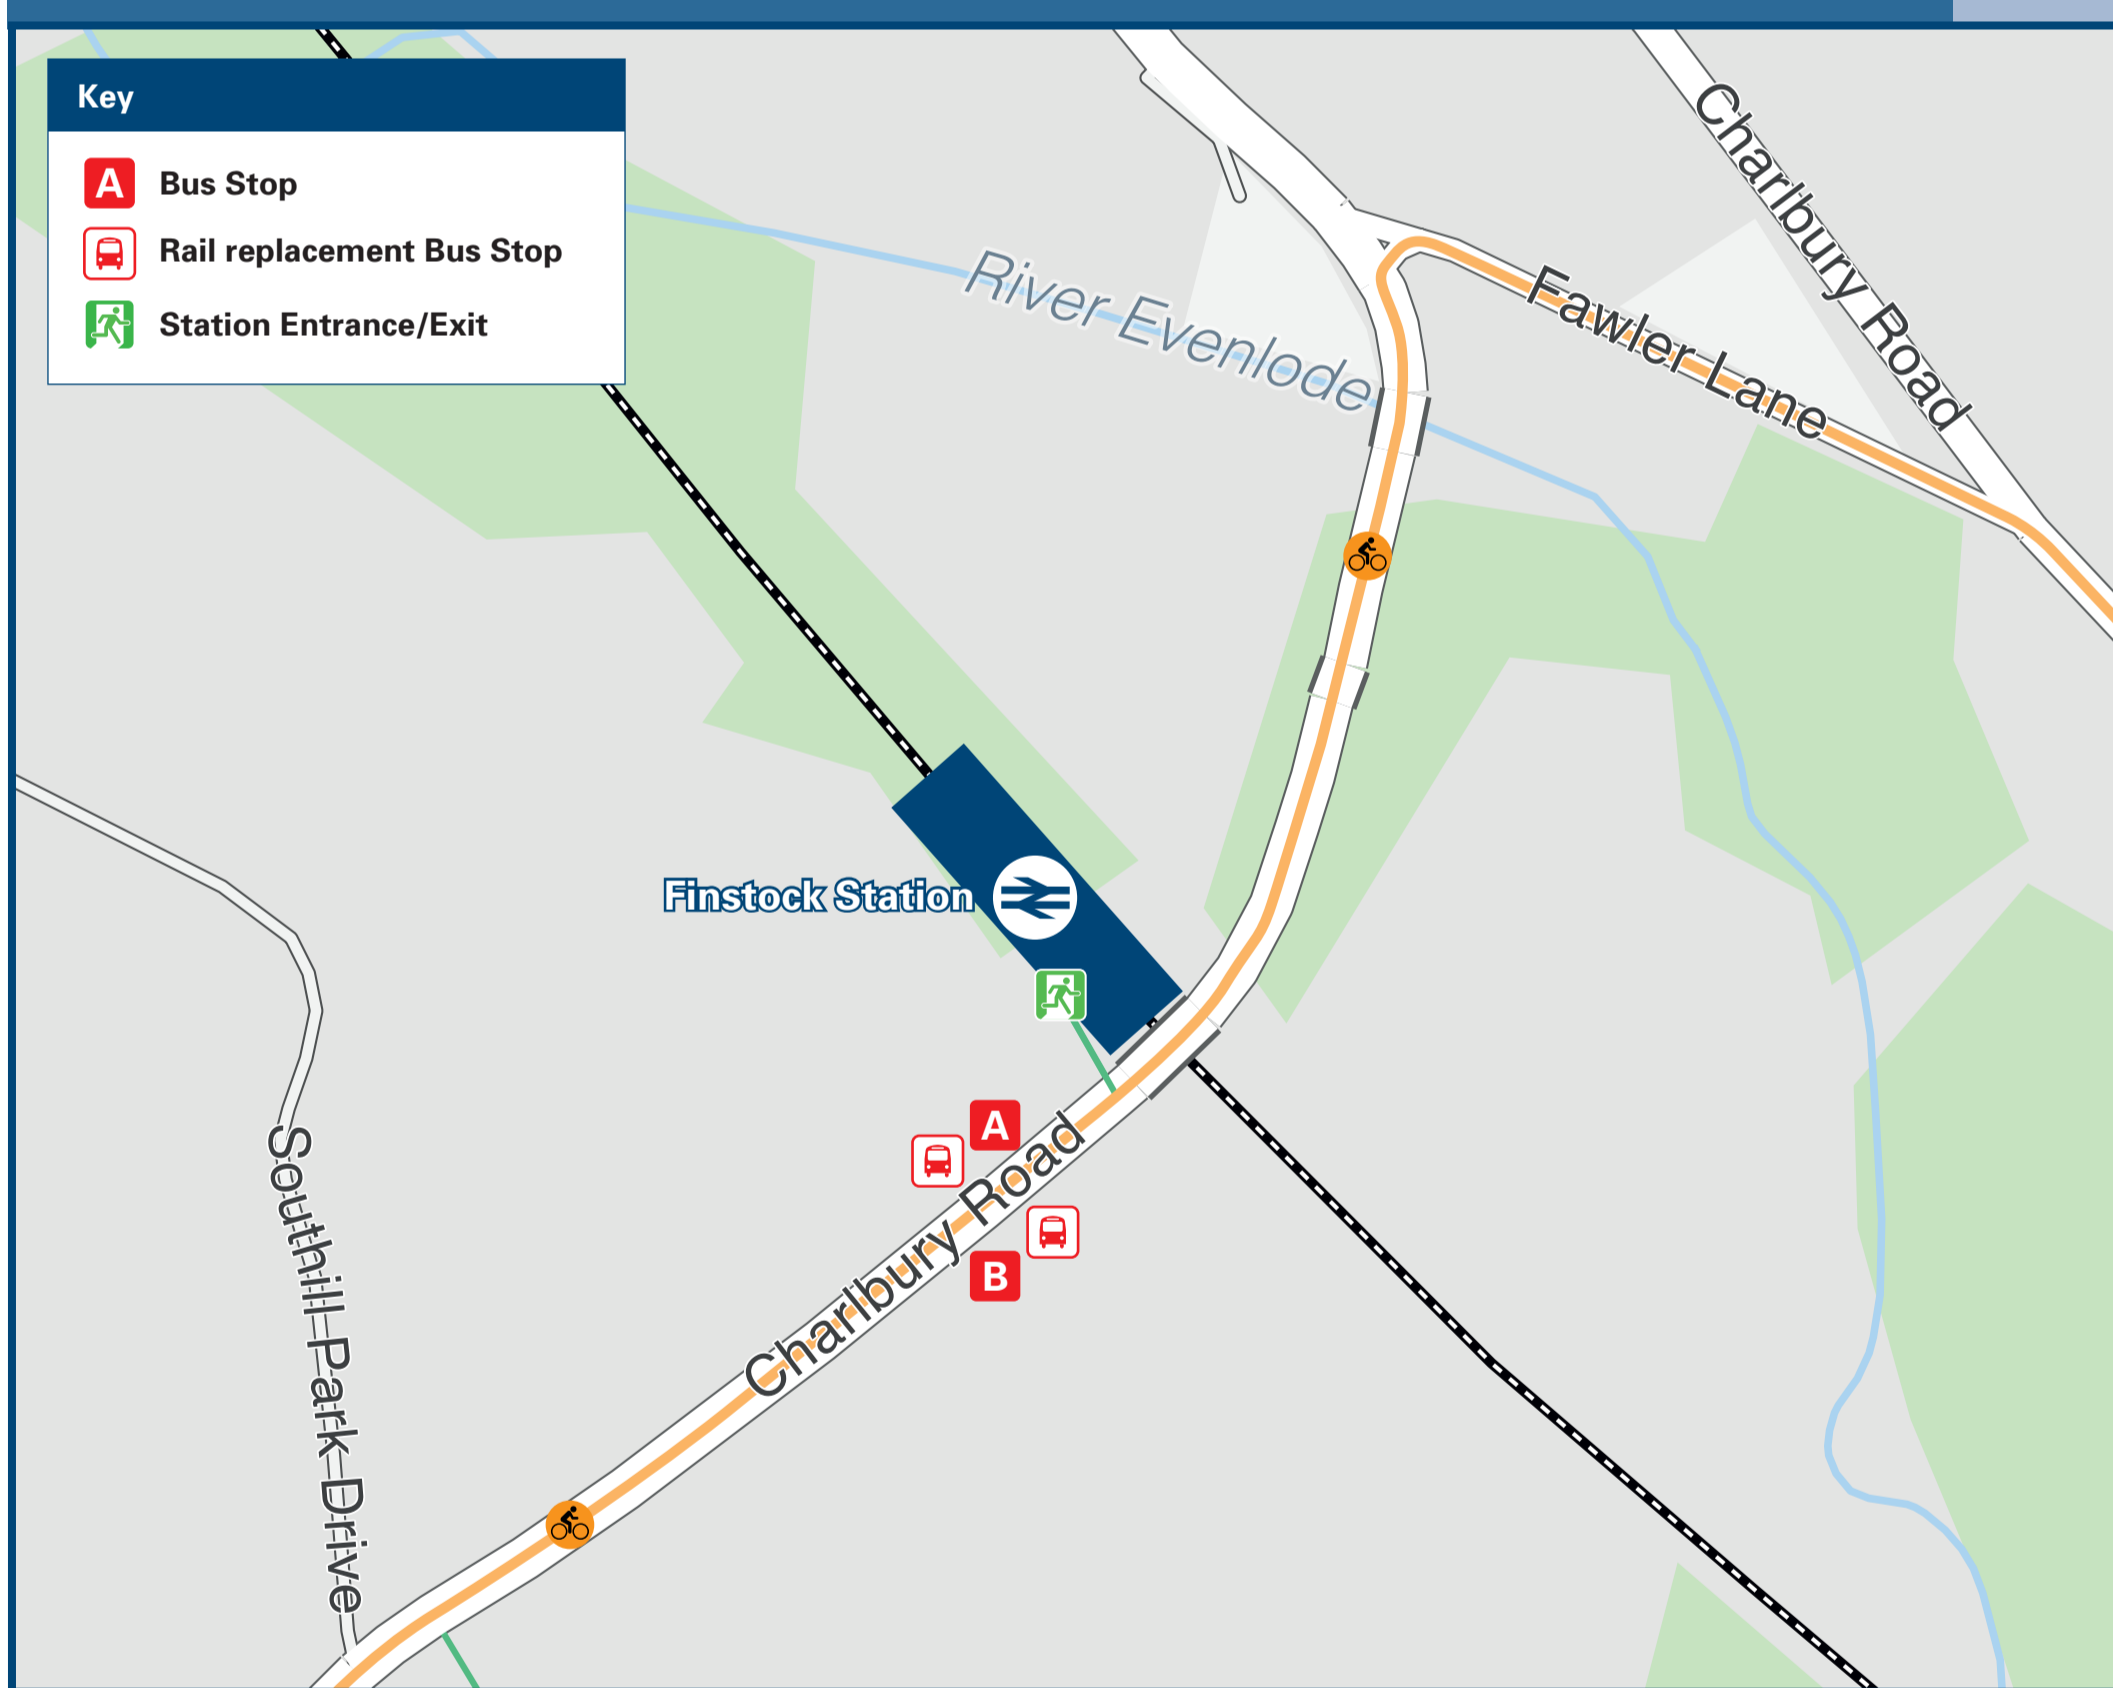 Key
A Bus Stop
Rail replacement Bus Stop
Station Entrance/Exit
Charlbury Road
River Evenlode
Fawler Lane
Finstock Station
A
Charlbury Road
B
Southill Park Drive